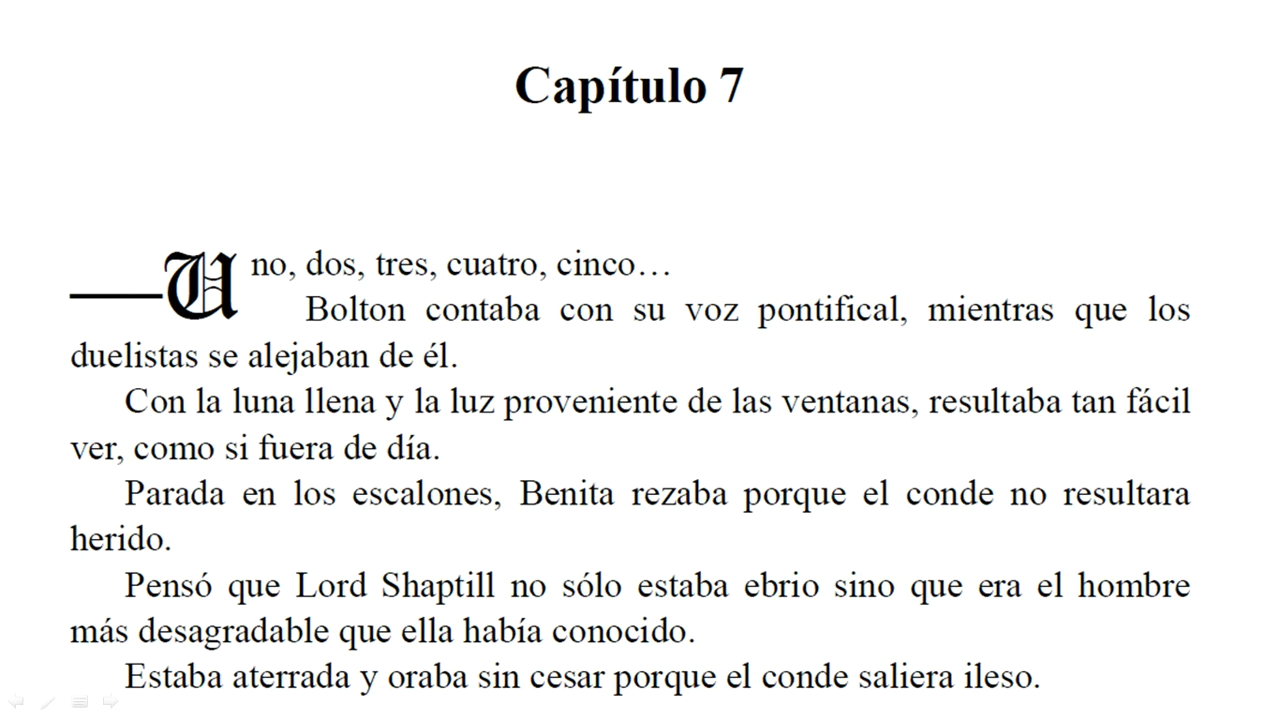 Capítulo 7
—Uno, dos, tres, cuatro, cinco…
Bolton contaba con su voz pontifical, mientras que los
duelistas se alejaban de él.
Con la luna llena y la luz proveniente de las ventanas, resultaba tan fácil
ver, como si fuera de día.
Parada en los escalones, Benita rezaba porque el conde no resultara
herido.
Pensó que Lord Shaptill no sólo estaba ebrio sino que era el hombre
más desagradable que ella había conocido.
Estaba aterrada y oraba sin cesar porque el conde saliera ileso.